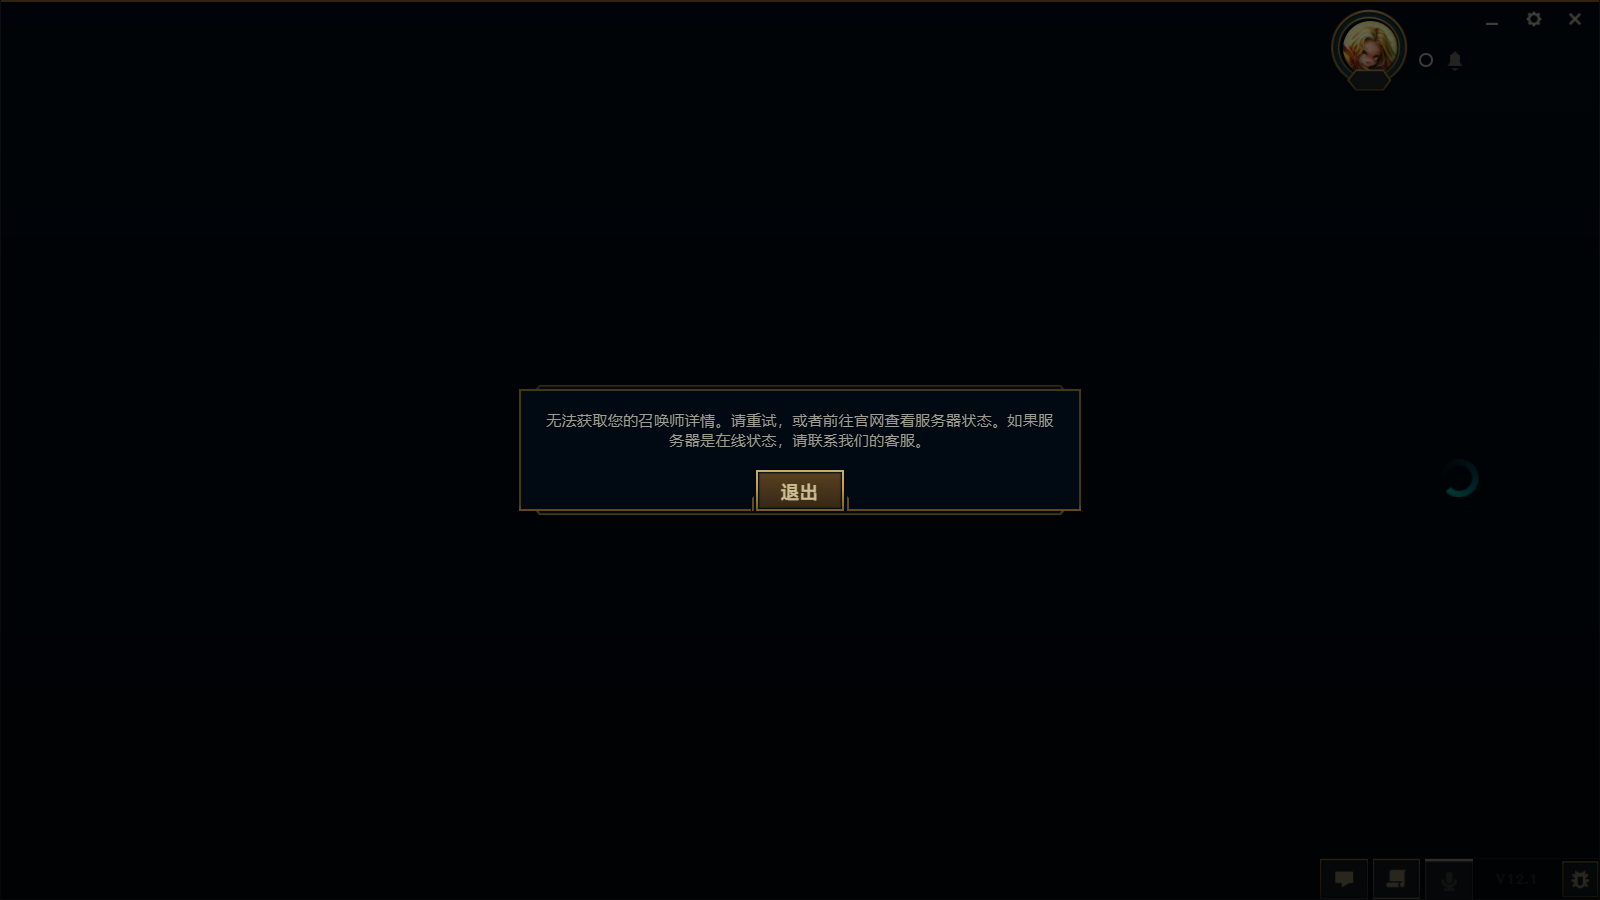 无法获取您的召唤师详情。请重试，或者前往官网查看服务器状态。如果服
务器是在线状态，请联系我们的客服。
退出
V12.1